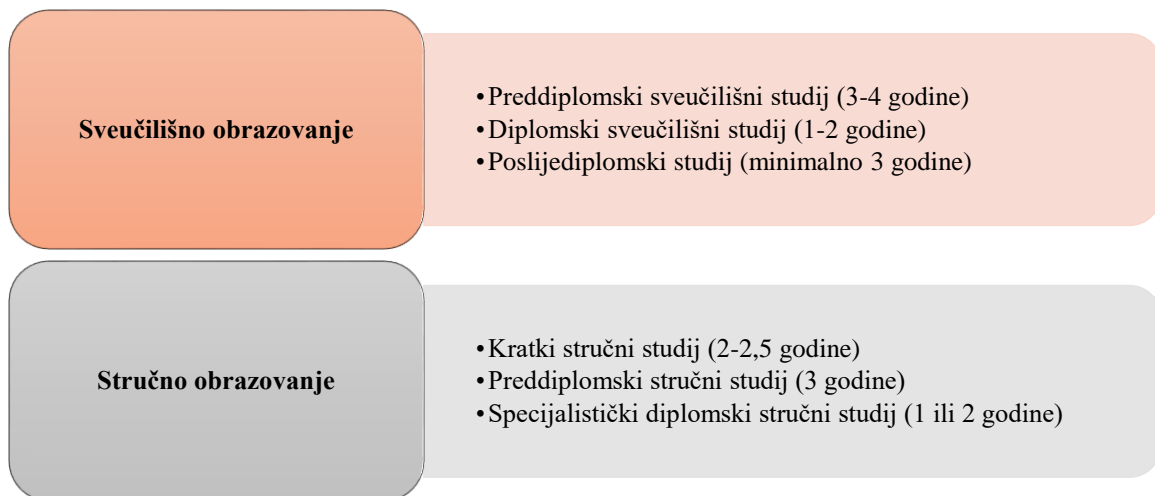 Sveučilišno obrazovanje
•Preddiplomski sveučilišni studij (3-4 godine)
•Diplomski sveučilišni studij (1-2 godine)
•Poslijediplomski studij (minimalno 3 godine)
Stručno obrazovanje
•Kratki stručni studij (2-2,5 godine)
•Preddiplomski stručni studij (3 godine)
•Specijalistički diplomski stručni studij (1 ili 2 godine)